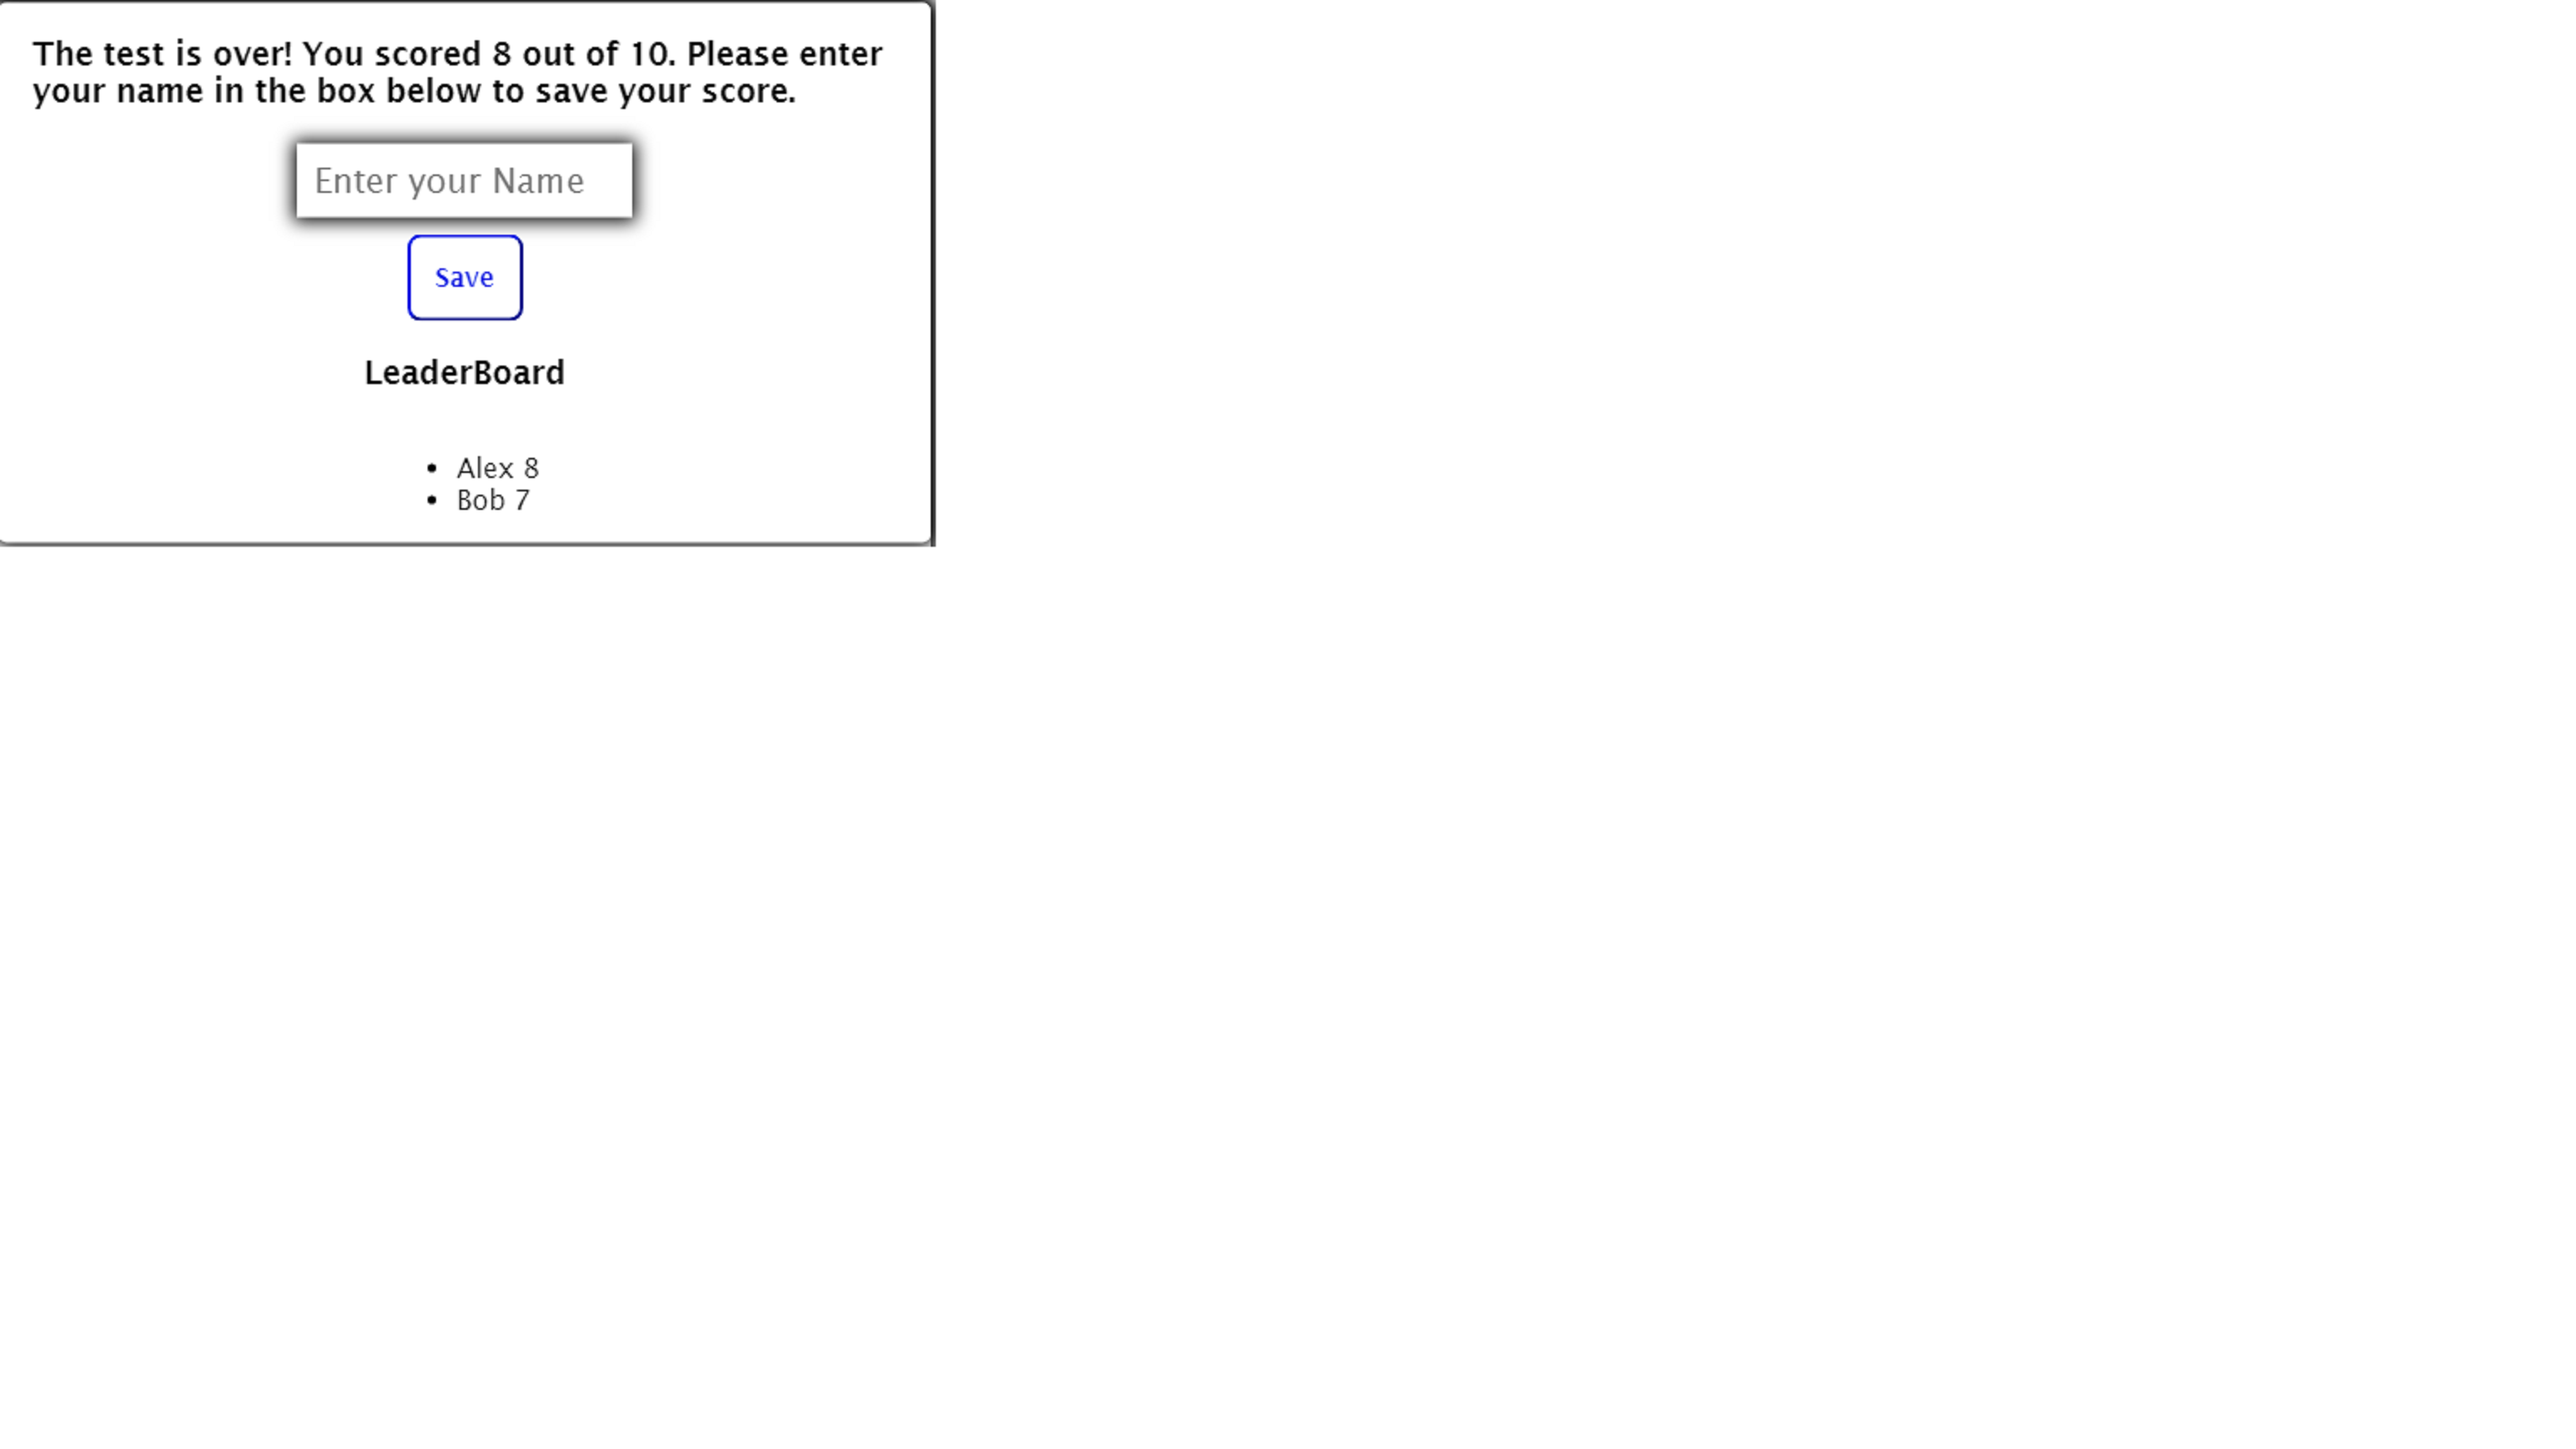 The test is over! You scored 8 out of 10. Please enter
your name in the box below to save your score.
Enter your Name
Save
LeaderBoard
• Alex 8
• Bob 7